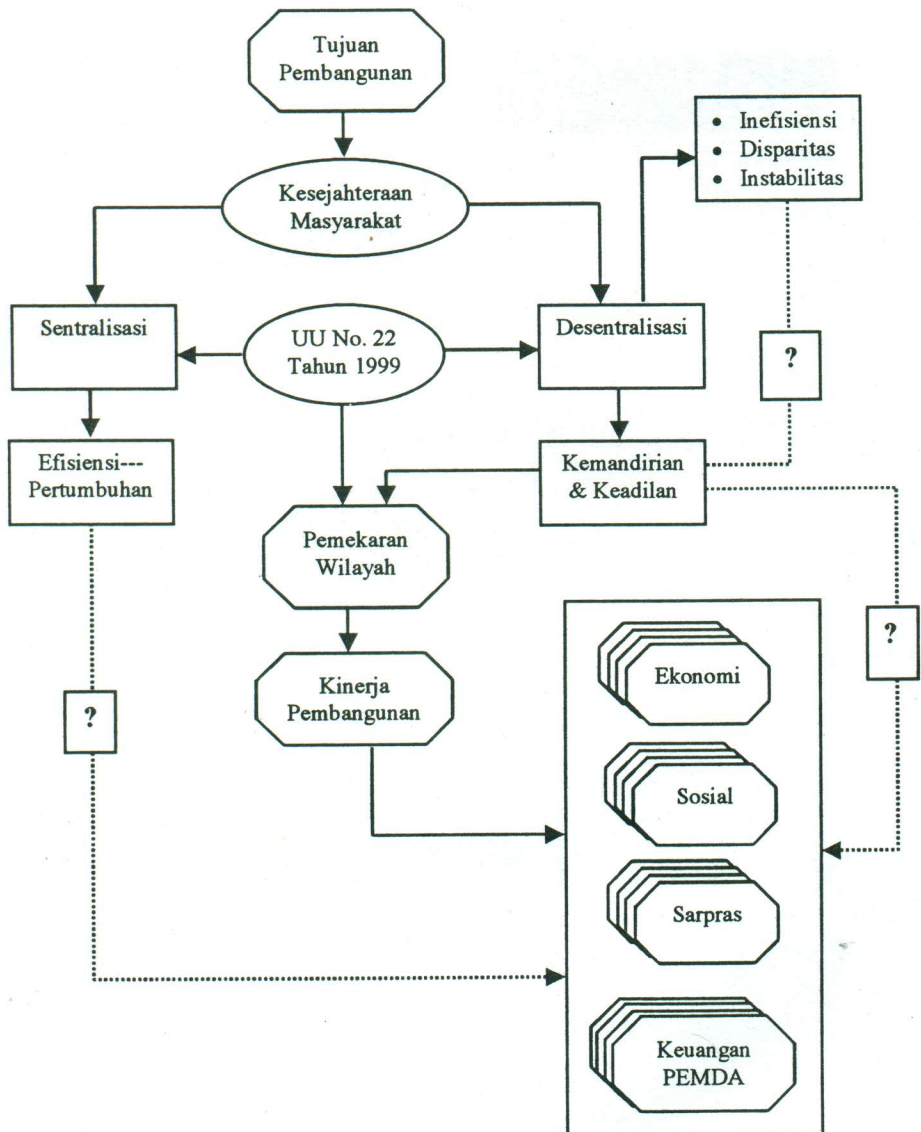 Tujuan
Pembangunan
• Inefisiensi
• Disparitas
• Instabilitas
Kesejahteraan
Masyarakat
Sentralisasi
UU No. 22
Tahun 1999
Desentralisasi
?
Efisiensi---
Pertumbuhan
Kemandirian
& Keadilan
Pemekaran
Wilayah
?
Ekonomi
Kinerja
Pembangunan
?
Sosial
Sarpras
Keuangan
PEMDA